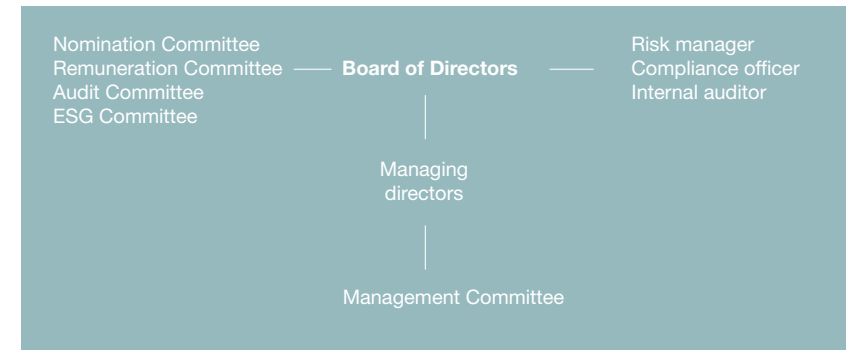 Nomination Committee
Remuneration Committee
Audit Committee
ESG Committee
Board of Directors
Risk manager
Compliance officer
Internal auditor
Managing
directors
Management Committee